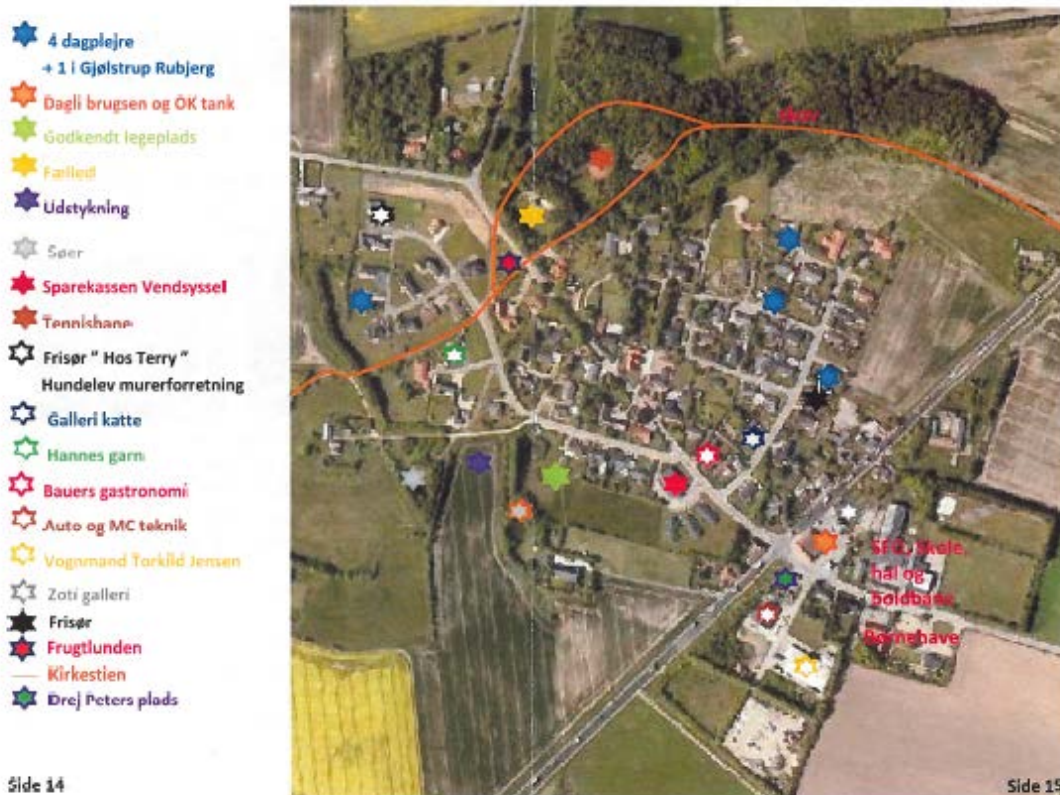 4 dagplejre
+ 1 i Gjølstrup Rubjerg
Dagli brugsen og OK tank
Godkendt legeplads
Fælled
Udstykning
Søer
Sparekassen Vendsyssel
Tennisbane
Frisør " Hos Terry "
Hundelev murerforretning
Galleri katte
Hannes garn
Bauers gastronomi
Auto og MC teknik
Vognmand Torkild Jensen
Zoti galleri
Frisør
Frugtlunden
Kirkestien
Drej Peters plads
Side 14
SFO, Skole,
hal og
boldbane
Børnehave
Side 15